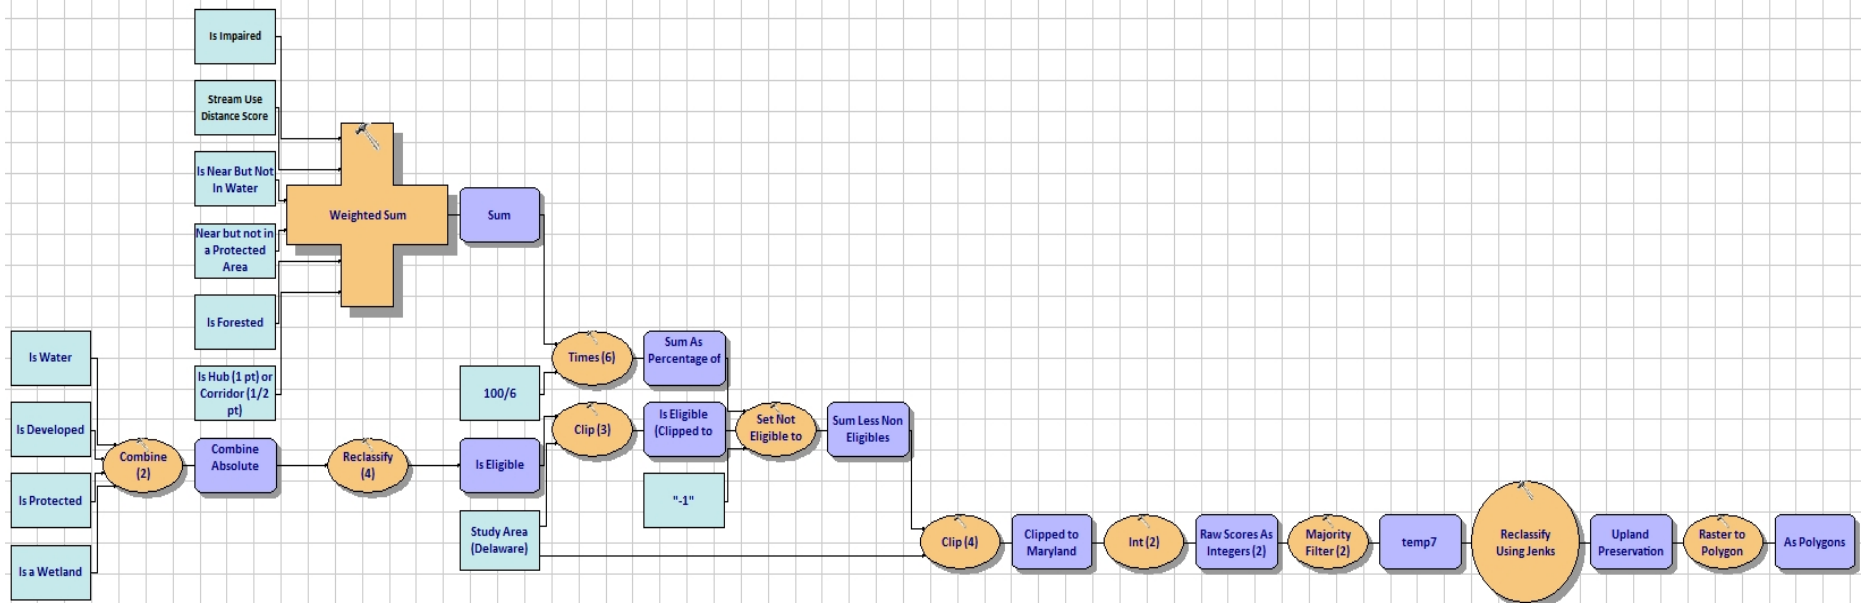 Is Impaired
Stream Use
Distance Score
Is Near But Not
In Water
Near but not in
a Protected
Area
Is Forested
Is Hub (1 pt) or
Corridor (1/2
pt)
Weighted Sum
Sum
Is Water
Is Developed
Is Protected
Is a Wetland
Combine
(2)
Combine
Absolute
Reclassify
(4)
100/6
Is Eligible
Study Area
(Delaware)
Times (6)
Clip (3)
Sum As
Percentage of
Is Eligible
(Clipped to
"-1"
Set Not
Eligible to
Sum Less Non
Eligibles
Clip (4)
Clipped to
Maryland
Int (2)
Raw Scores As
Integers (2)
Majority
Filter (2)
temp7
Reclassify
Using Jenks
Upland
Preservation
Raster to
Polygon
As Polygons